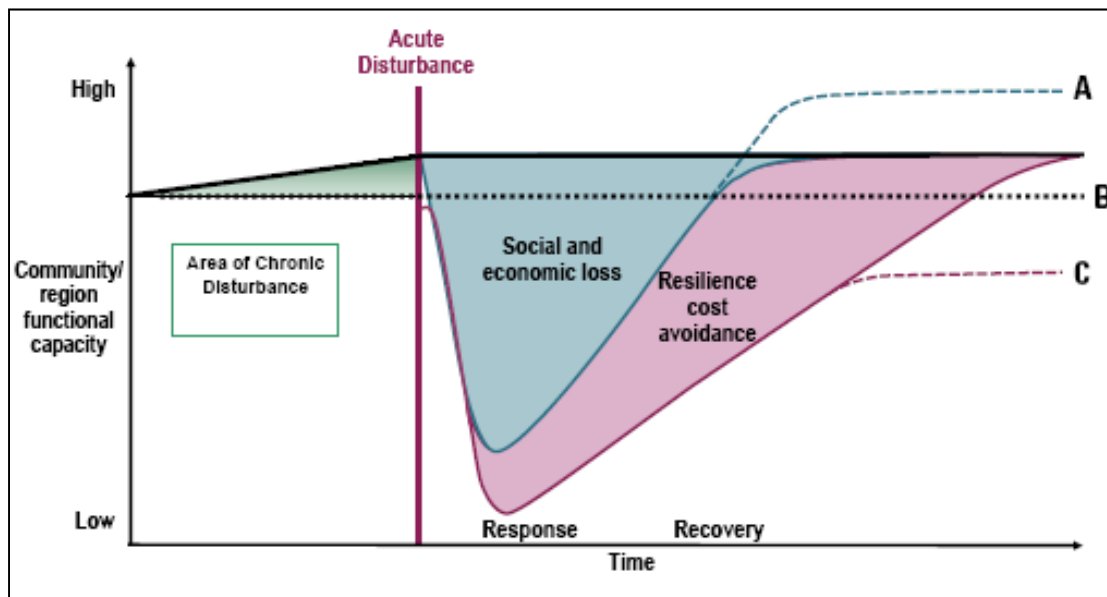 Acute
Disturbance
High
A
B
Area of Chronic
Disturbance
Social and
economic loss
Community/
region
functional
capacity
Resilience
cost
avoidance
C
Low
Response
Recovery
Time